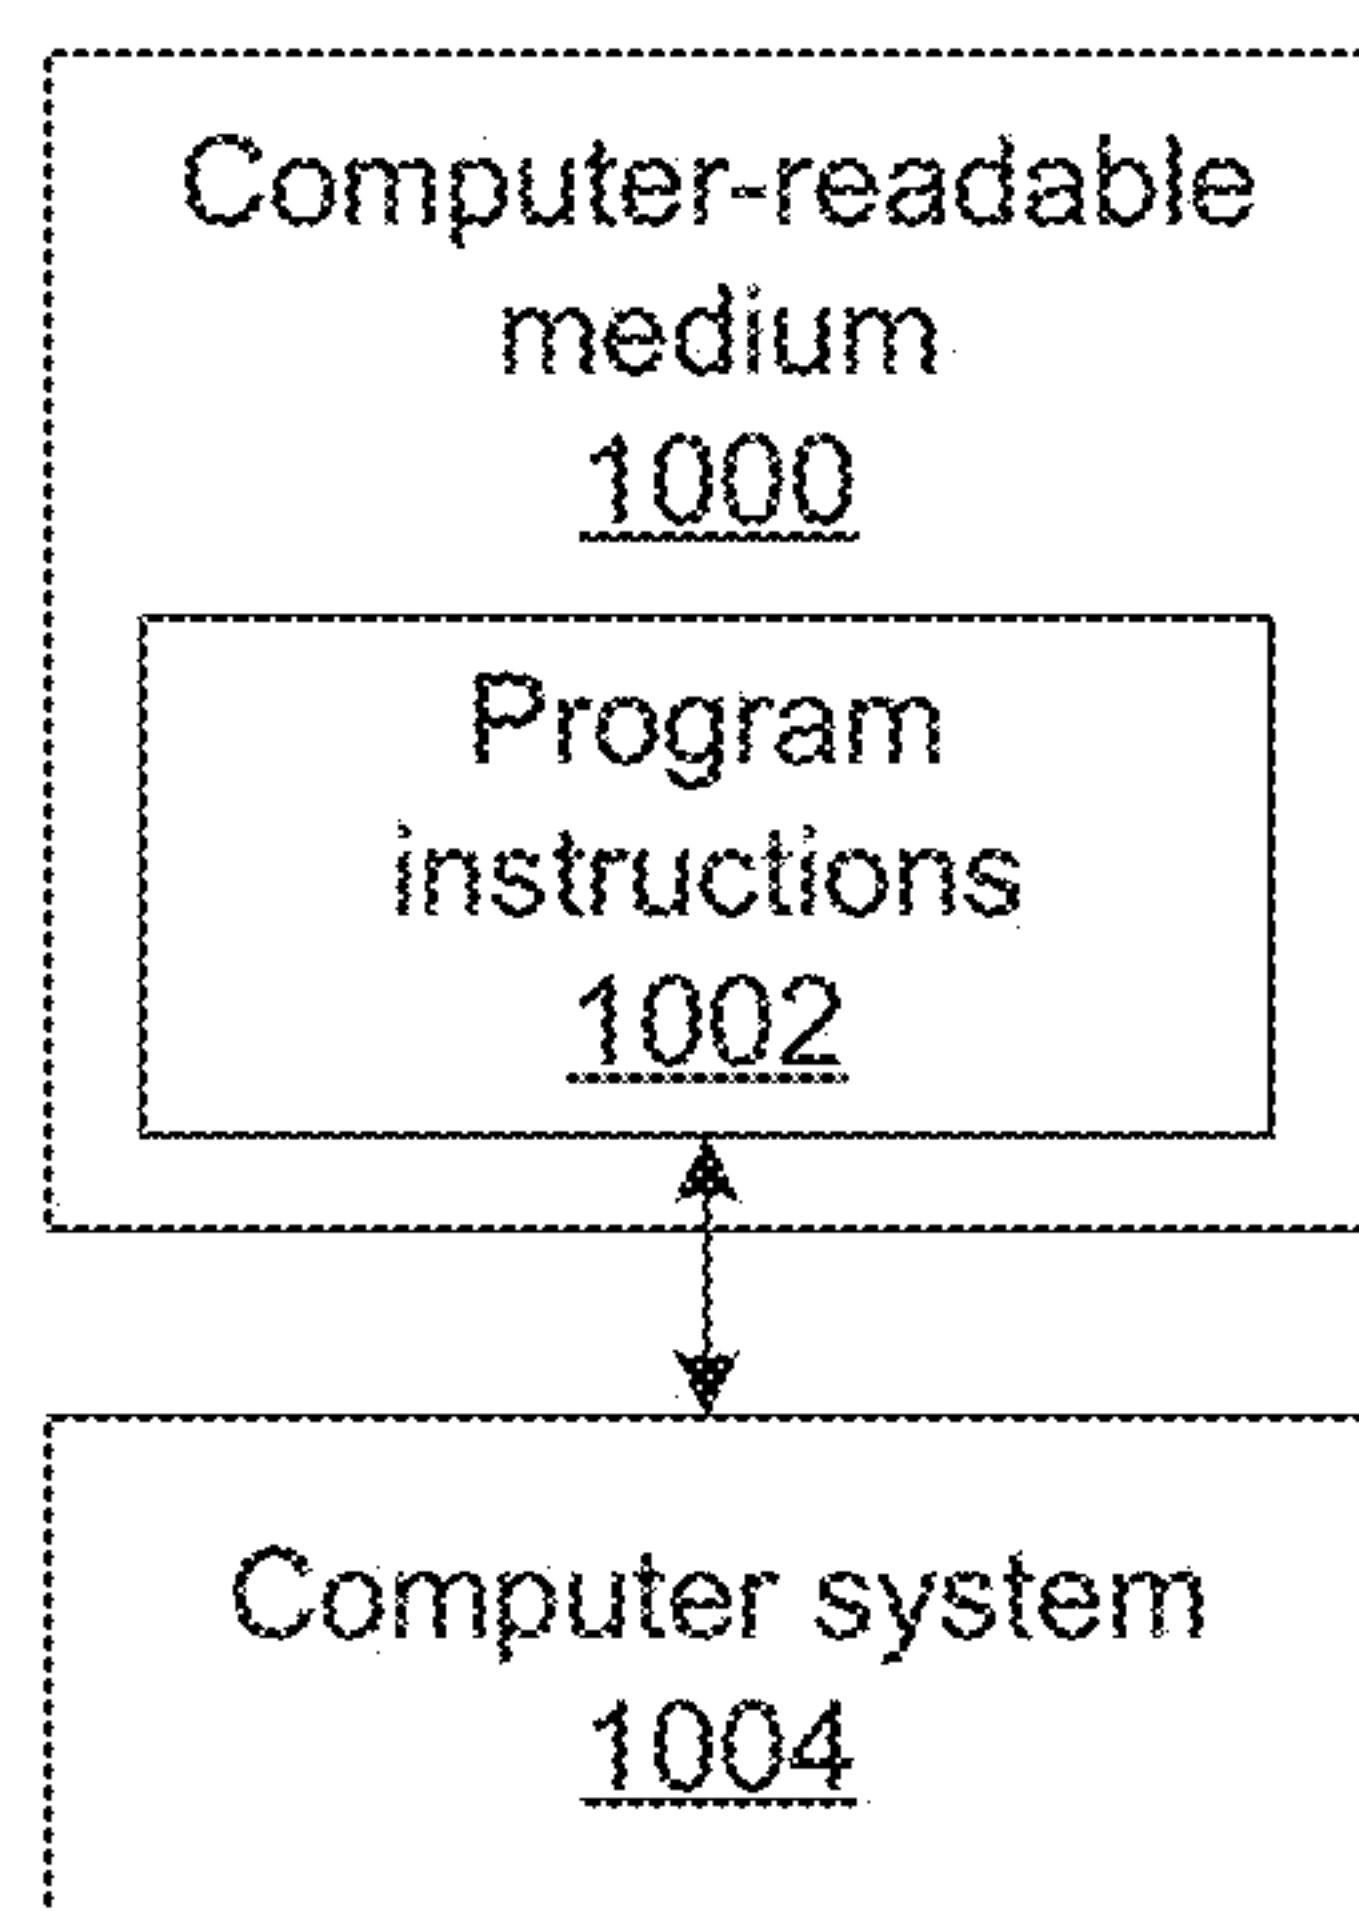 Computer-readable
medium
1000
Program
instructions
1002
Computer system
1004